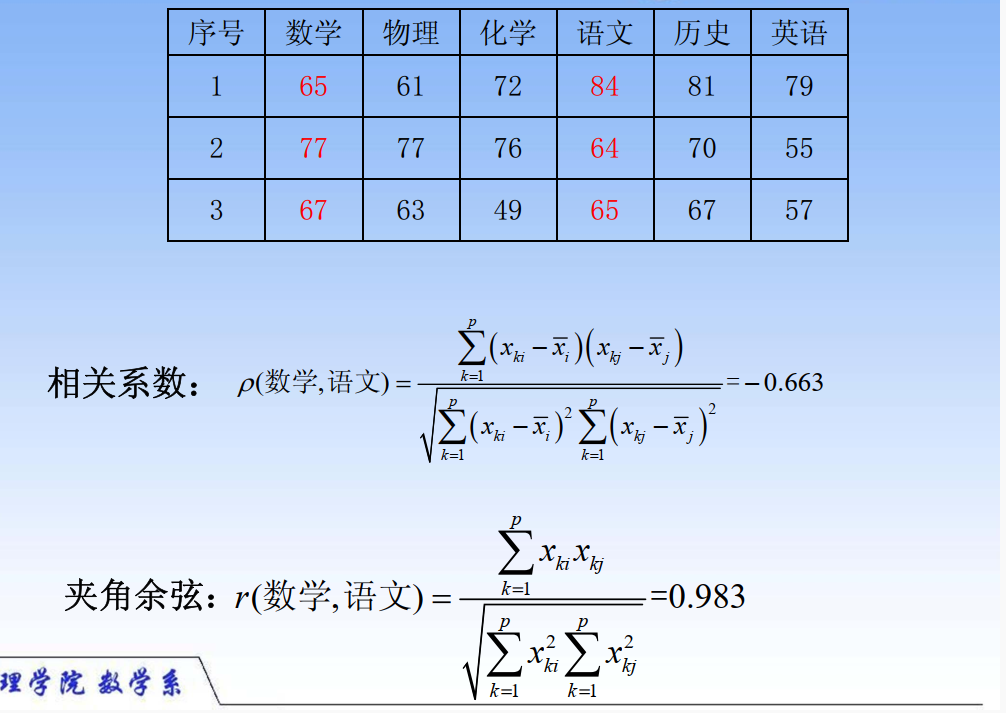 序号 数学 物理 化学 语文 历史 英语
1 65 61 72 84 81 79
2 77 77 76 64 70 55
3 67 63 49 65 67 57
相关系数： ρ(数学,语文) = \frac{\sum_{k=1}^{p}(x_{ki} - \overline{x}_i)(x_{kj} - \overline{x}_j)}{\sqrt{\sum_{k=1}^{p}(x_{ki} - \overline{x}_i)^2 \sum_{k=1}^{p}(x_{kj} - \overline{x}_j)^2}} = − 0.663
夹角余弦： r(数学,语文) = \frac{\sum_{k=1}^{p} x_{ki} x_{kj}}{\sqrt{\sum_{k=1}^{p} x_{ki}^2 \sum_{k=1}^{p} x_{kj}^2}} =0.983
理学院 数学系